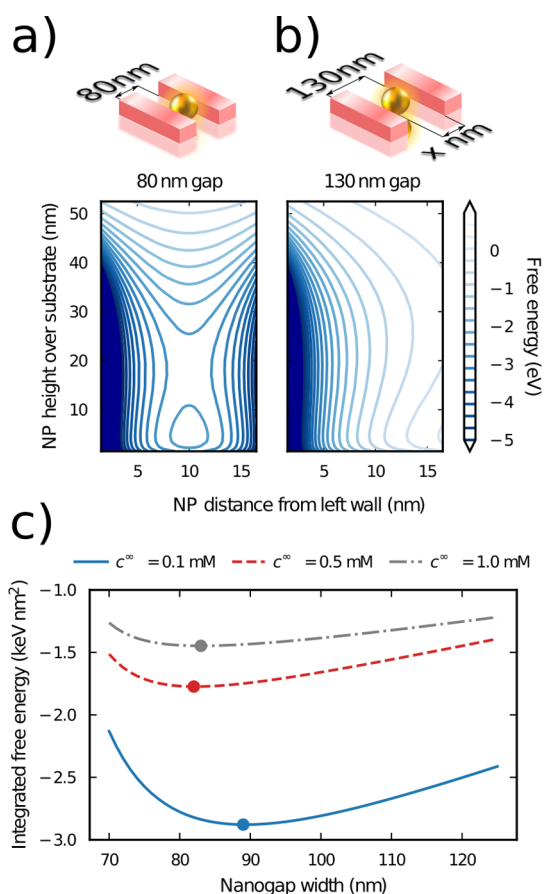 a)
b)
80nm
130nm
x nm
80 nm gap
130 nm gap
NP height over substrate (nm)
50
40
30
20
10
5
10
15
5
10
15
NP distance from left wall (nm)
0
−1
−2
−3
−4
−5
Free energy (eV)
c)
c∞ = 0.1 mM
c∞ = 0.5 mM
c∞ = 1.0 mM
Integrated free energy (keV nm²)
−1.0
−1.5
−2.0
−2.5
−3.0
70
80
90
100
110
120
Nanogap width (nm)